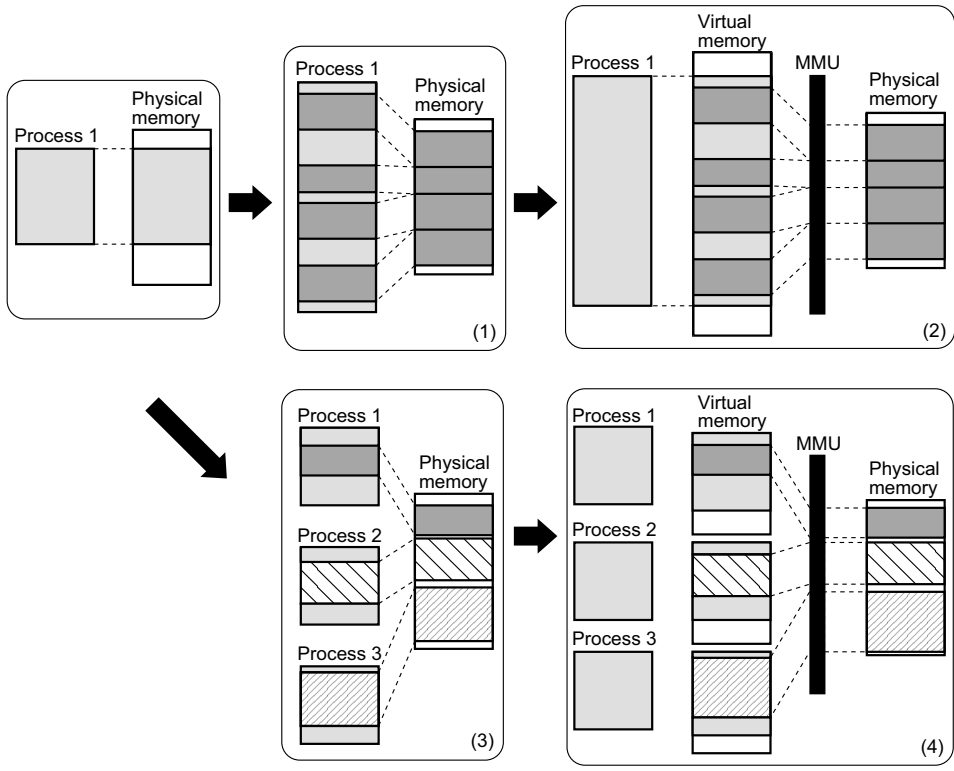 Process 1
Physical
memory
Process 1
Physical
memory
(1)
Process 1
Virtual
memory
MMU
Physical
memory
(2)
Process 1
Process 2
Process 3
Physical
memory
(3)
Process 1
Process 2
Process 3
Virtual
memory
MMU
Physical
memory
(4)